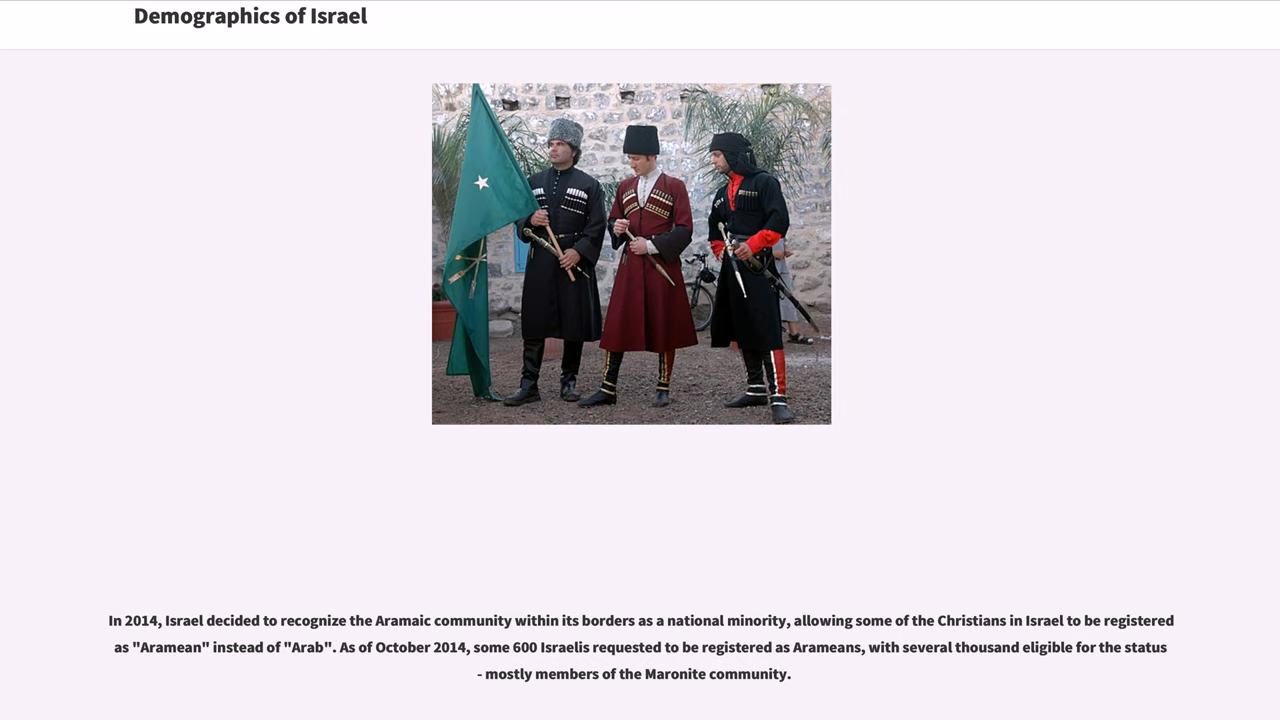 Demographics of Israel
In 2014, Israel decided to recognize the Aramaic community within its borders as a national minority, allowing some of the Christians in Israel to be registered
as "Aramean" instead of "Arab". As of October 2014, some 600 Israelis requested to be registered as Arameans, with several thousand eligible for the status
- mostly members of the Maronite community.